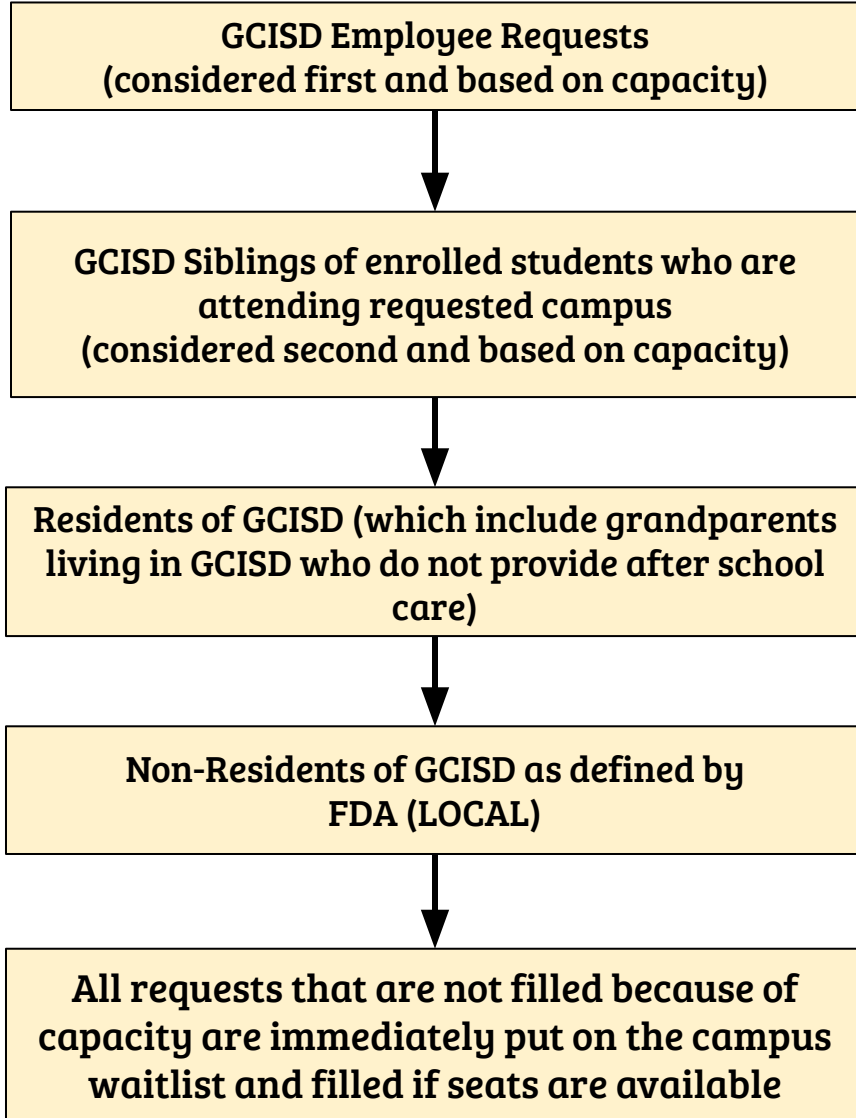 GCISD Employee Requests
(considered first and based on capacity)
GCISD Siblings of enrolled students who are
attending requested campus
(considered second and based on capacity)
Residents of GCISD (which include grandparents
living in GCISD who do not provide after school
care)
Non-Residents of GCISD as defined by
FDA (LOCAL)
All requests that are not filled because of
capacity are immediately put on the campus
waitlist and filled if seats are available